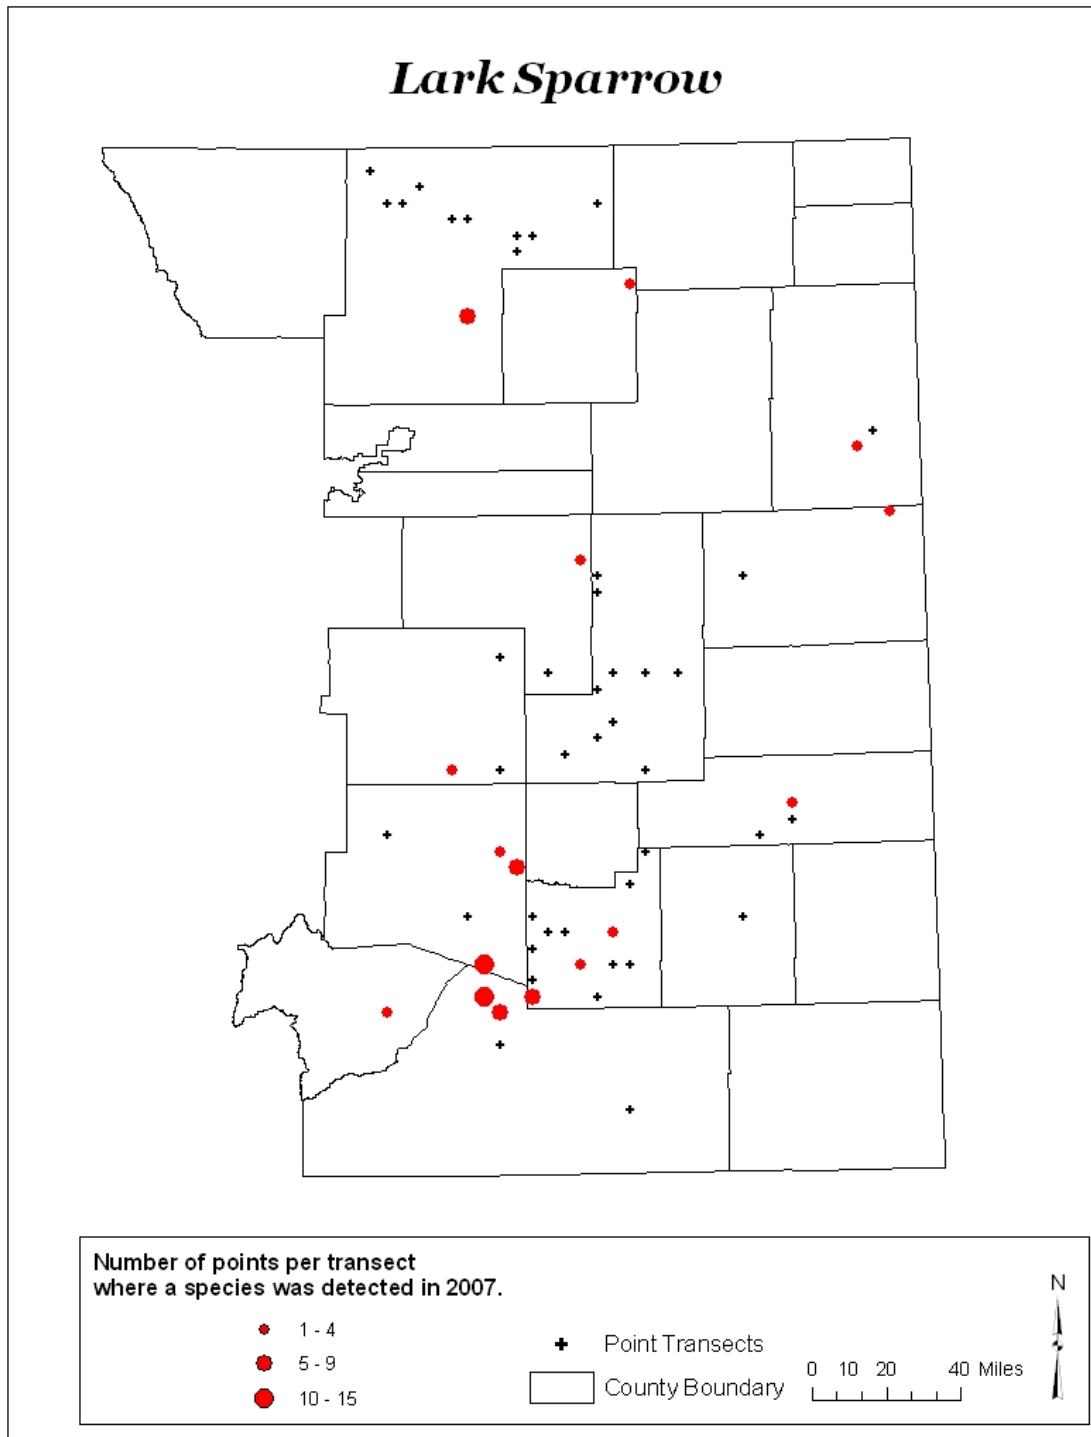 Lark Sparrow
Number of points per transect
where a species was detected in 2007.
1 - 4
5 - 9
10 - 15
Point Transects
County Boundary
0 10 20 40 Miles
N